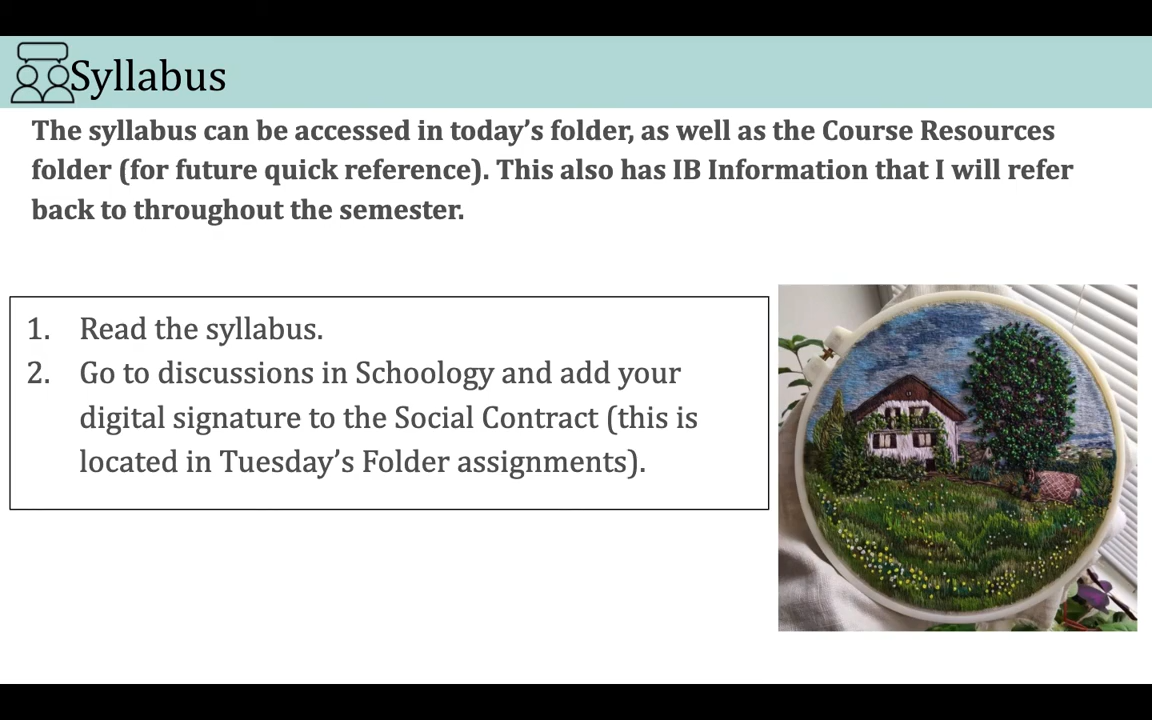 Syllabus
The syllabus can be accessed in today’s folder, as well as the Course Resources
folder (for future quick reference). This also has IB Information that I will refer
back to throughout the semester.
1. Read the syllabus.
2. Go to discussions in Schoology and add your
digital signature to the Social Contract (this is
located in Tuesday’s Folder assignments).